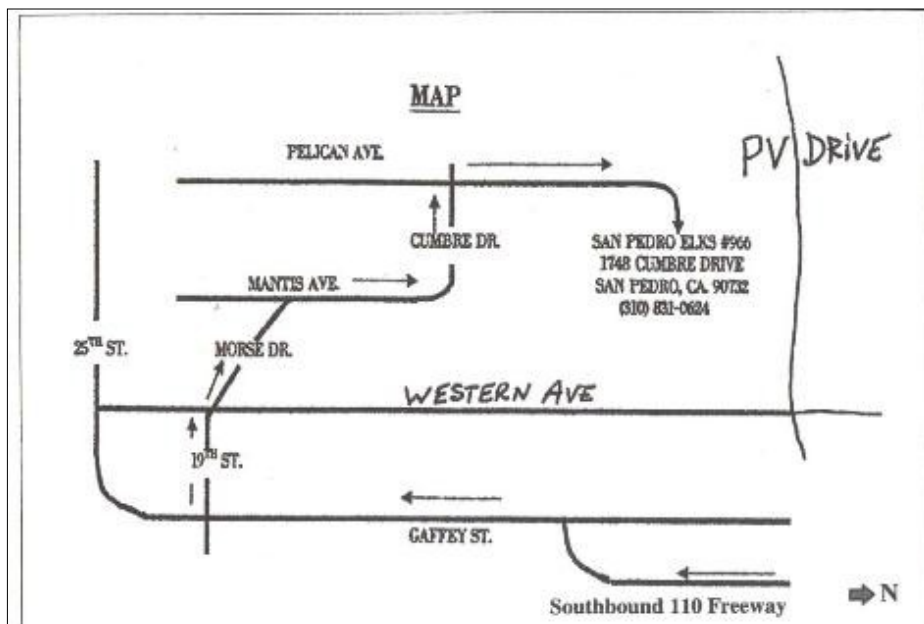 MAP
PELICAN AVE.
PV DRIVE
CUMBRE DR.
SAN PEDRO ELKS #966
1748 CUMBRE DRIVE
SAN PEDRO, CA. 90732
(310) 831-0624
MANTIS AVE.
25TH ST.
MORSE DR.
WESTERN AVE
19TH ST.
GAFFEY ST.
Southbound 110 Freeway
N